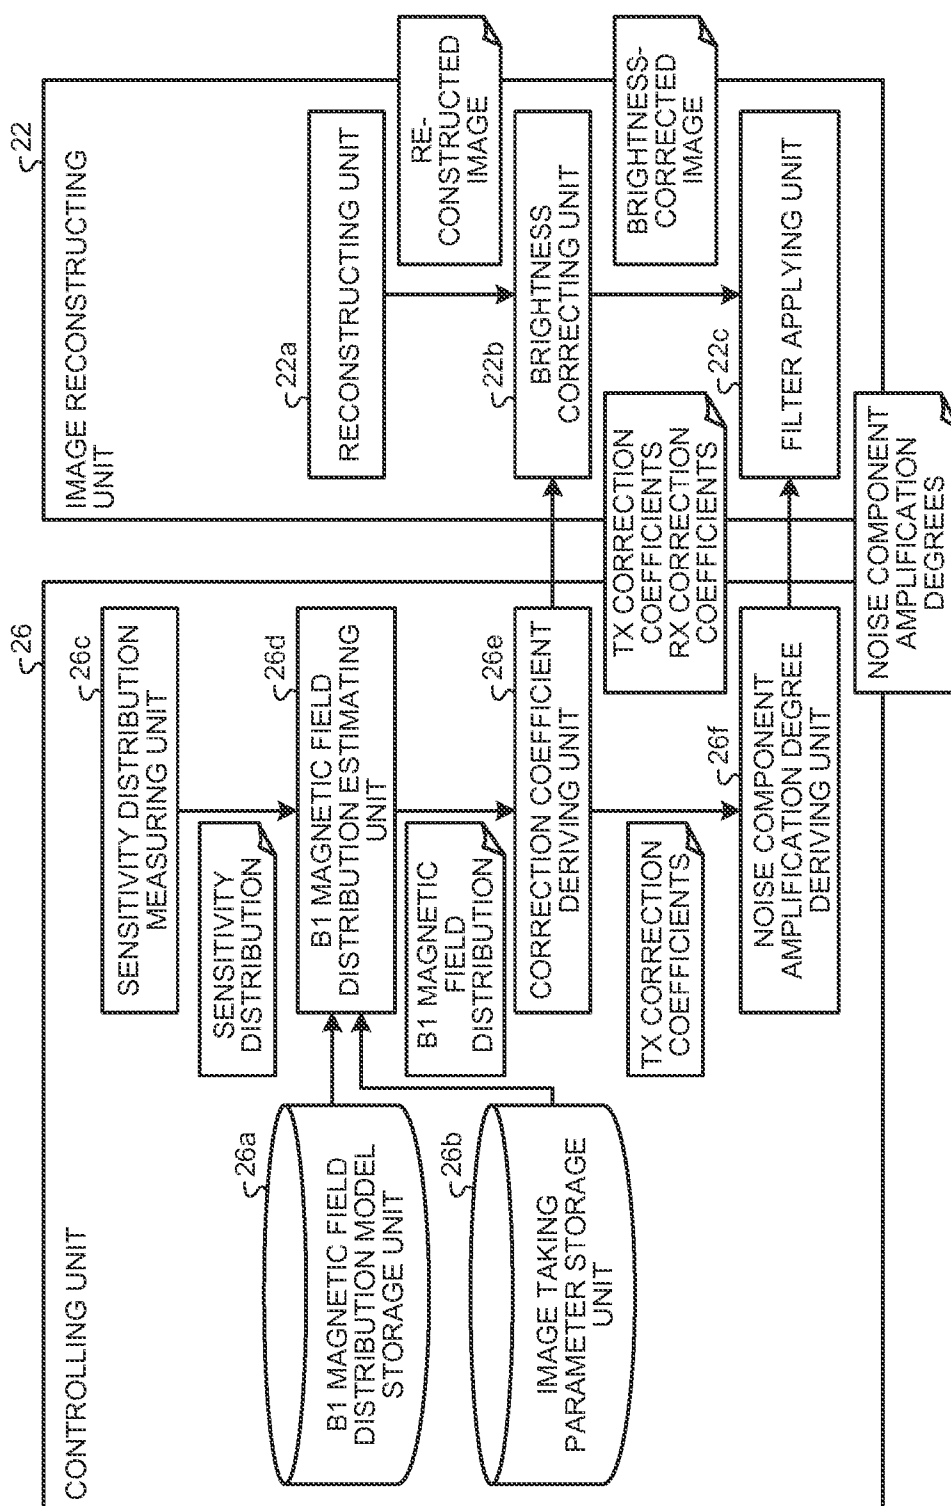 CONTROLLING UNIT
26
26a
B1 MAGNETIC FIELD
DISTRIBUTION MODEL
STORAGE UNIT
26b
IMAGE TAKING
PARAMETER STORAGE
UNIT
26c
SENSITIVITY DISTRIBUTION
MEASURING UNIT
SENSITIVITY
DISTRIBUTION
26d
B1 MAGNETIC FIELD
DISTRIBUTION ESTIMATING
UNIT
B1 MAGNETIC
FIELD
DISTRIBUTION
26e
CORRECTION COEFFICIENT
DERIVING UNIT
TX CORRECTION
COEFFICIENTS
26f
NOISE COMPONENT
AMPLIFICATION DEGREE
DERIVING UNIT
TX CORRECTION
COEFFICIENTS
RX CORRECTION
COEFFICIENTS
NOISE COMPONENT
AMPLIFICATION
DEGREES
IMAGE RECONSTRUCTING
UNIT
22
22a
RECONSTRUCTING UNIT
RE-
CONSTRUCTED
IMAGE
22b
BRIGHTNESS
CORRECTING UNIT
BRIGHTNESS-
CORRECTED
IMAGE
22c
FILTER APPLYING UNIT